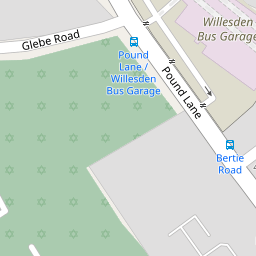 Willesden
Bus Garage
Glebe Road
Pound
Lane /
Willesden
Bus Garage
Pound Lane
Bertie
Road